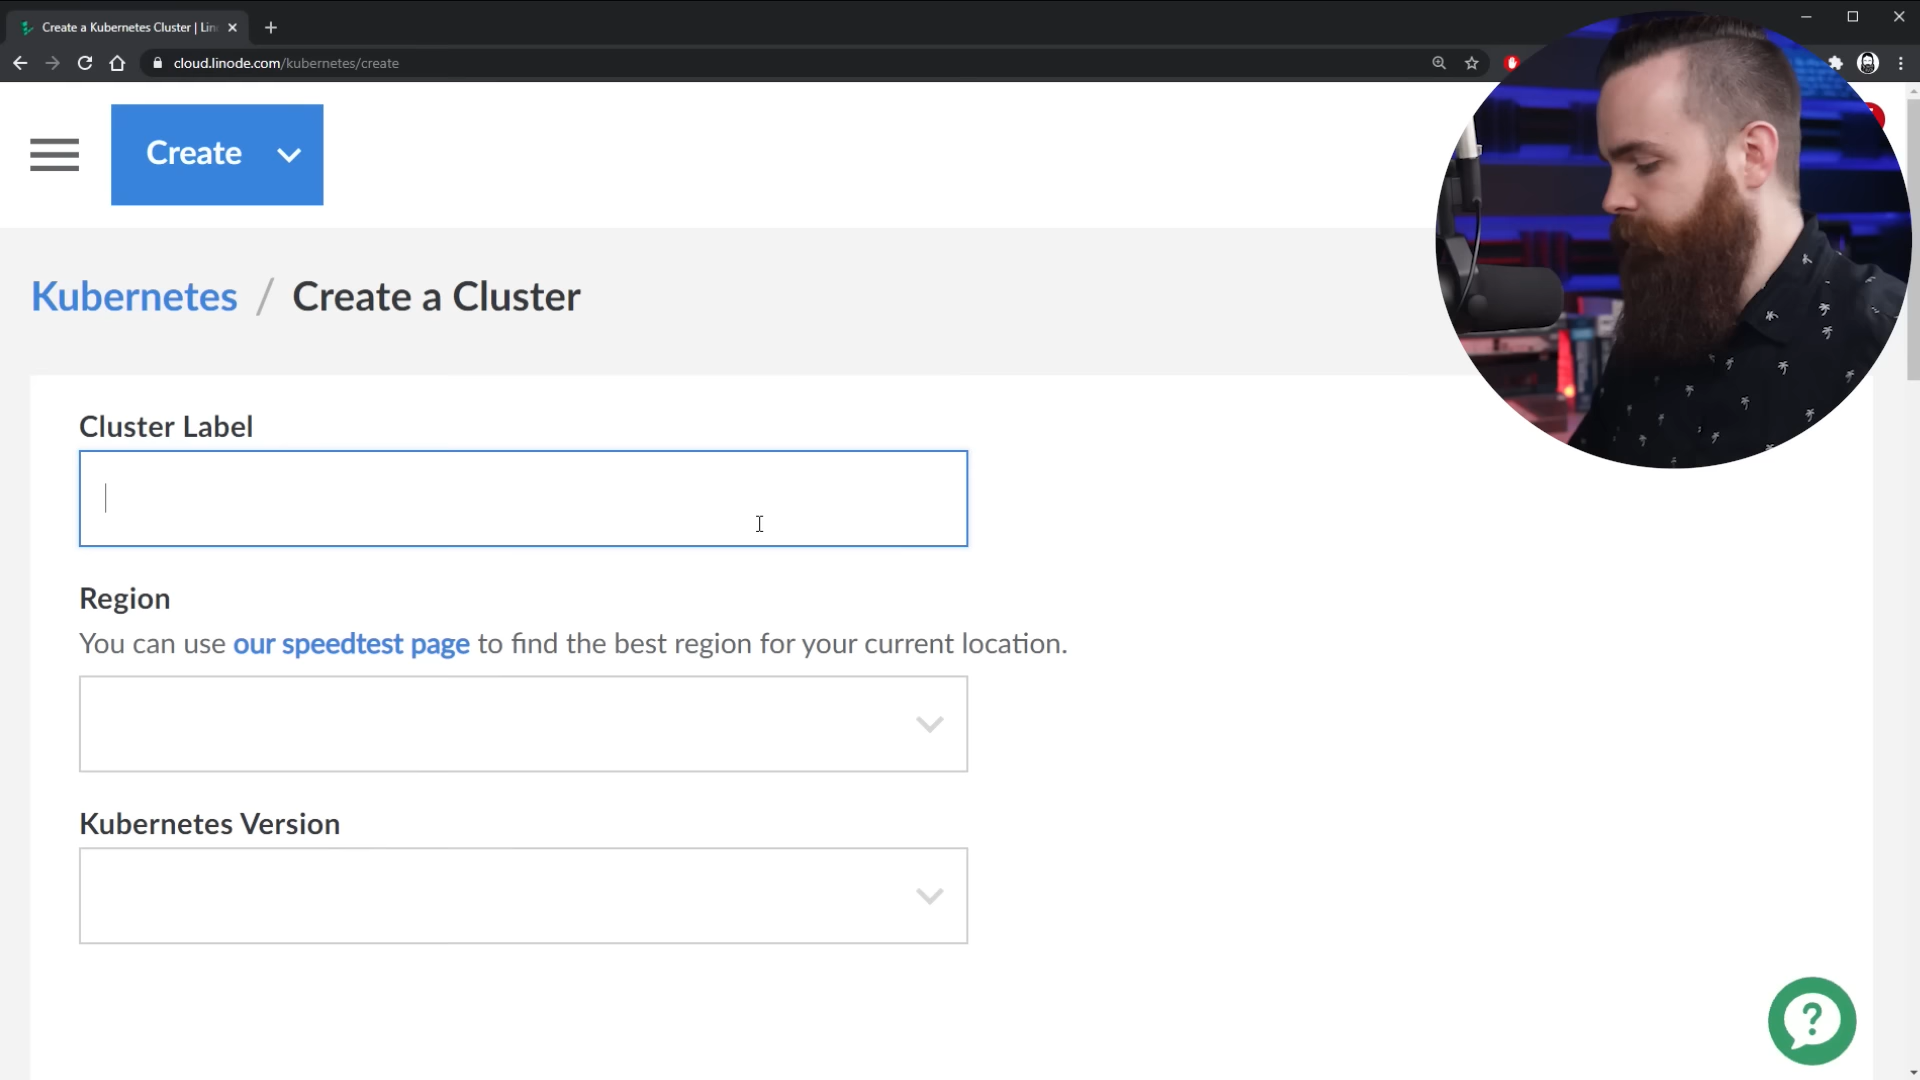 Create a Kubernetes Cluster | Lin
cloud.linode.com/kubernetes/create
Create
Kubernetes / Create a Cluster
Cluster Label
Region
You can use our speedtest page to find the best region for your current location.
Kubernetes Version
?